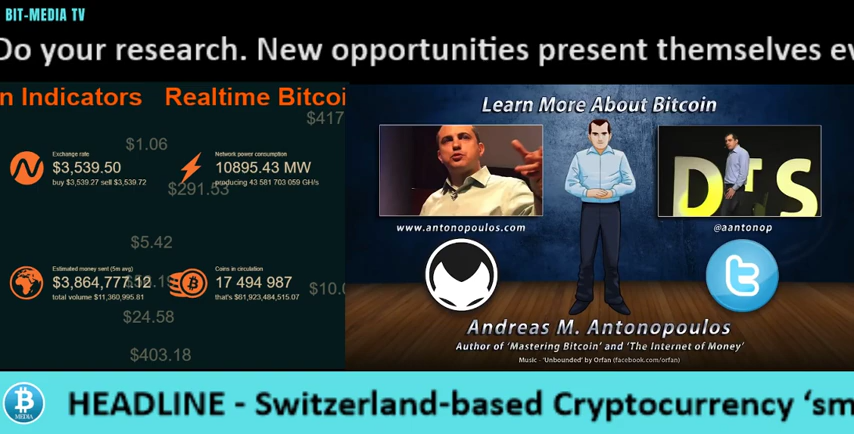 BIT-MEDIA TV
Do your research. New opportunities present themselves ev
n Indicators Realtime Bitcoi
$417
$1.06
Exchange rate
$3,539.50
buy $3,539.27 sell $3,539.72
Network power consumption
10895.43 MW
producing 43 581 703 059 GH/s
$291.53
$5.42
Estimated money sent (5m avg)
$3,864,777.12
total volume $11,360,995.81
Coins in circulation
17 494 987
that's $61,923,484,515.07
$10.0
$24.58
$403.18
Learn More About Bitcoin
D T S
www.antonopoulos.com
@aantonop
Andreas M. Antonopoulos
Author of 'Mastering Bitcoin' and 'The Internet of Money'
Music - 'Unbounded' by Orfan (facebook.com/orfan)
MEDIA
HEADLINE - Switzerland-based Cryptocurrency ‘sm